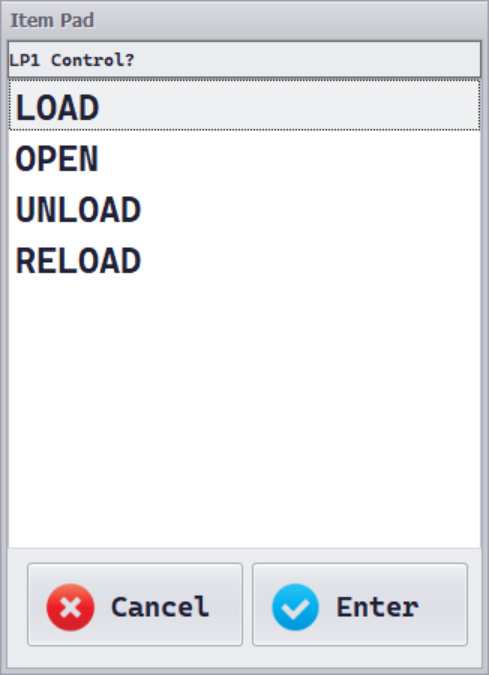 Item Pad
LP1 Control?
LOAD
OPEN
UNLOAD
RELOAD
Cancel
Enter